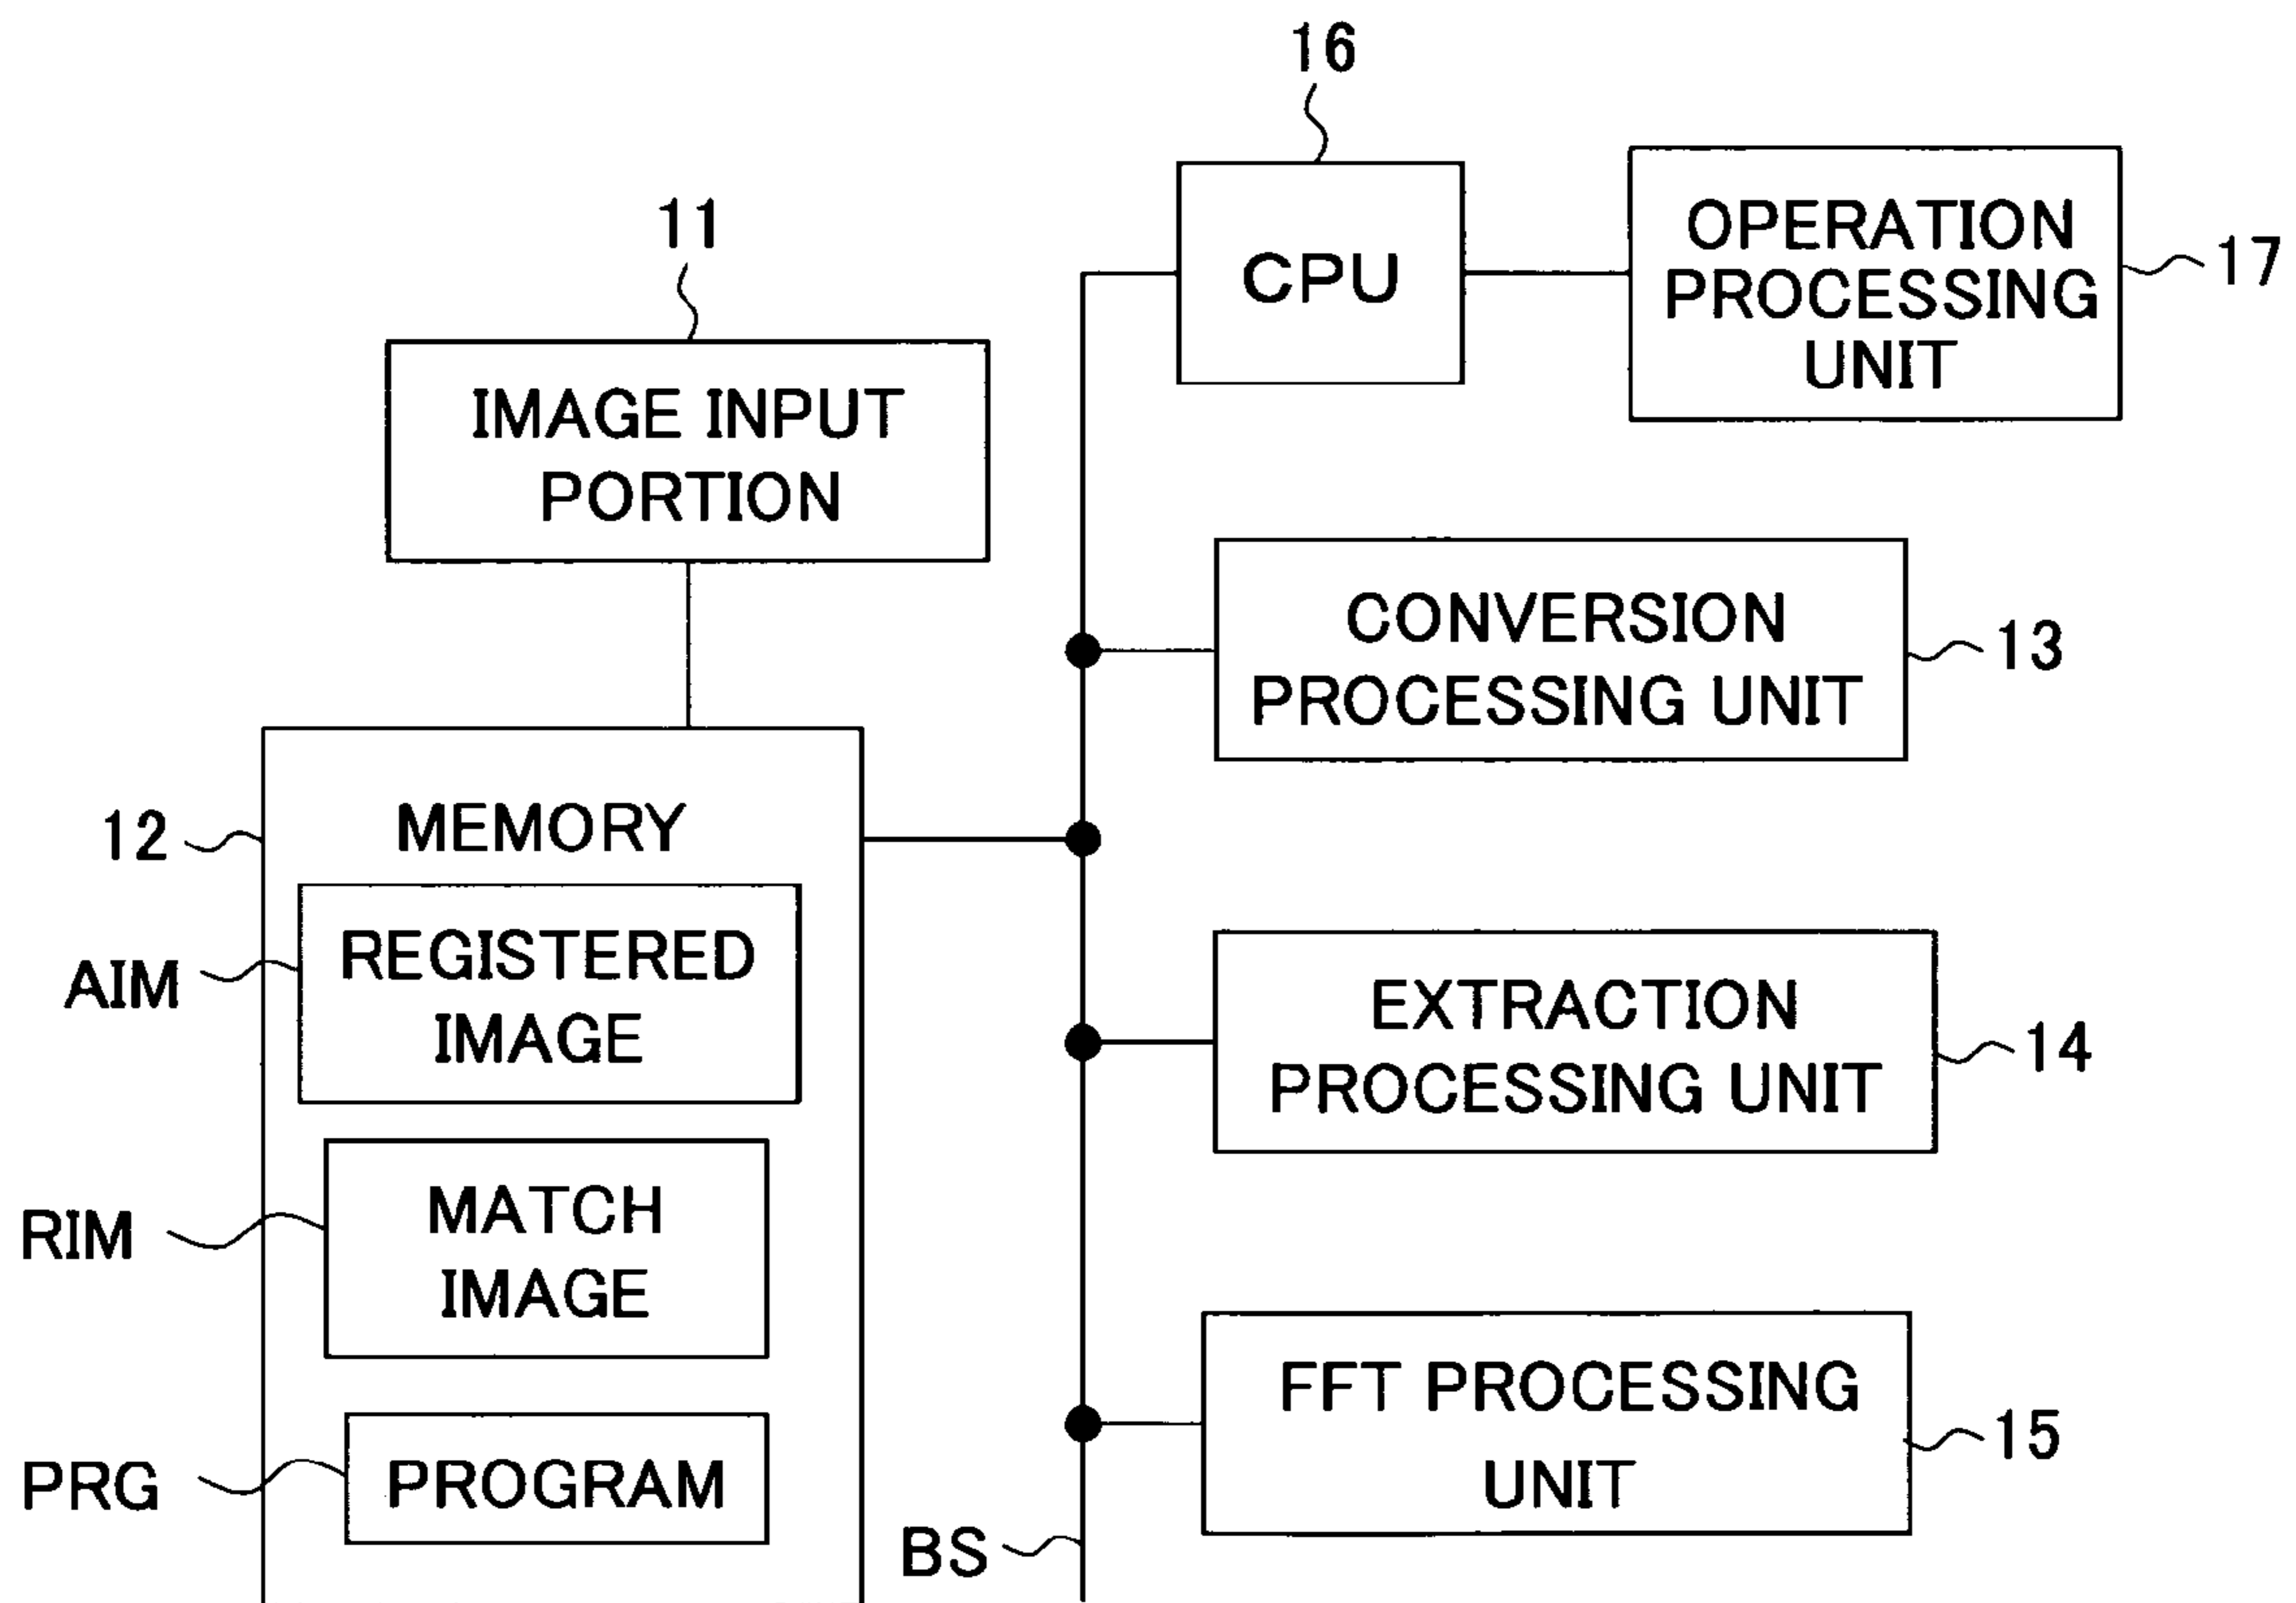 16
CPU
OPERATION
PROCESSING
UNIT
17
11
IMAGE INPUT
PORTION
CONVERSION
PROCESSING UNIT
13
12
MEMORY
AIM
REGISTERED
IMAGE
EXTRACTION
PROCESSING UNIT
14
RIM
MATCH
IMAGE
FFT PROCESSING
UNIT
15
PRG
PROGRAM
BS